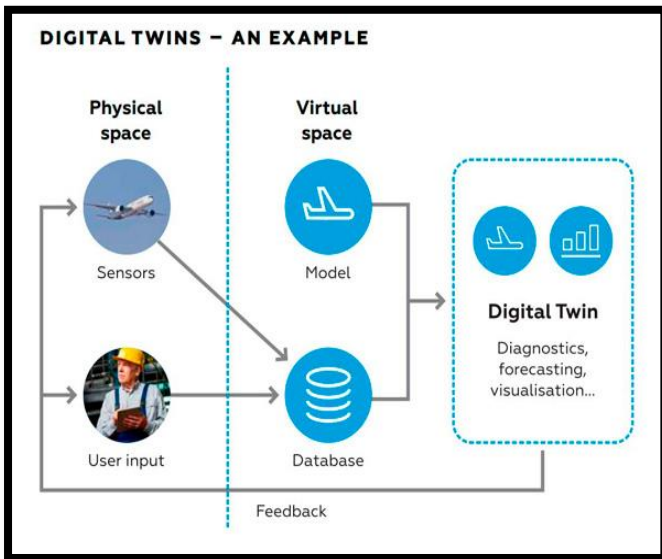 DIGITAL TWINS – AN EXAMPLE
Physical
space
Virtual
space
Sensors
Model
Digital Twin
Diagnostics,
forecasting,
visualisation...
User input
Database
Feedback